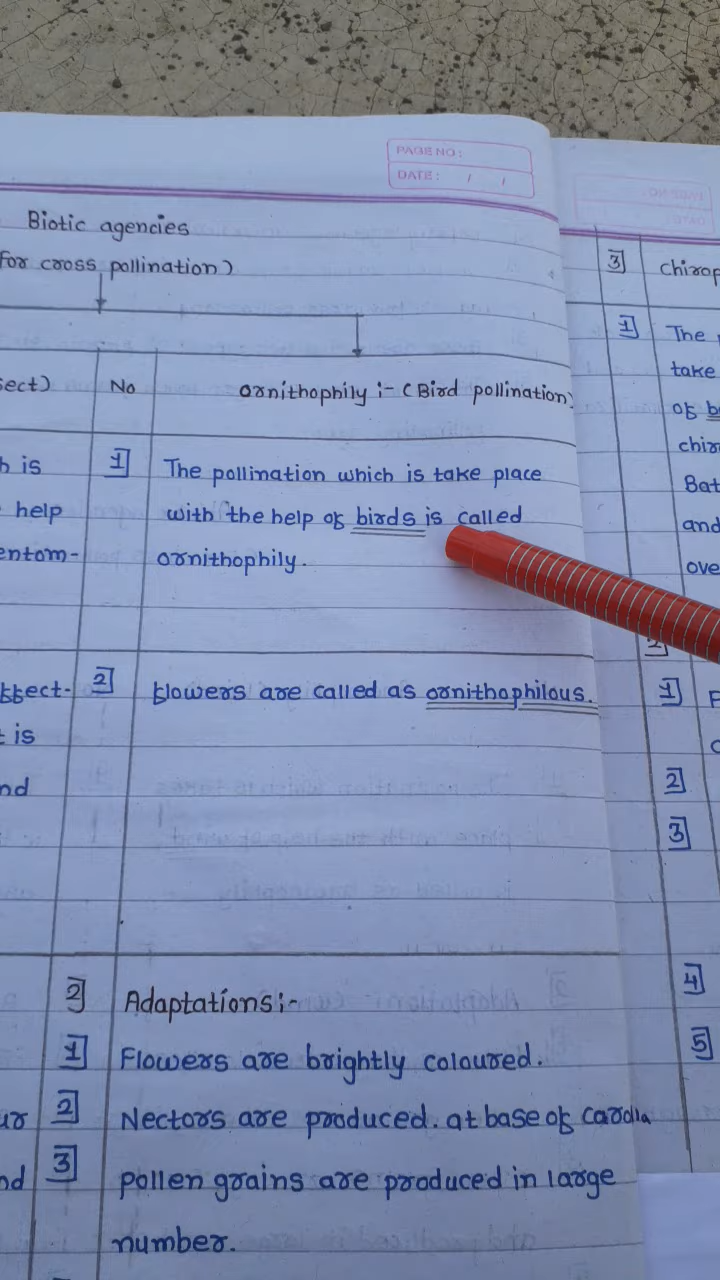 PAGE NO:
DATE: / /
Biotic agencies
for cross pollination)
No
ornithophily :- (Bird pollination)
1 The pollination which is take place
with the help of birds is called
ornithophily.
2 flowers are called as ornithophilous.
2 Adaptations:-
1 Flowers are brightly coloured.
2 Nectors are produced. at base of carolla
3 pollen grains are produced in large
number.
h is
help
entom-
t is
nd
nd
3 chirop
1 The
take
of b
chir
Bat
and
ove
2
1 F
2
3
4
5